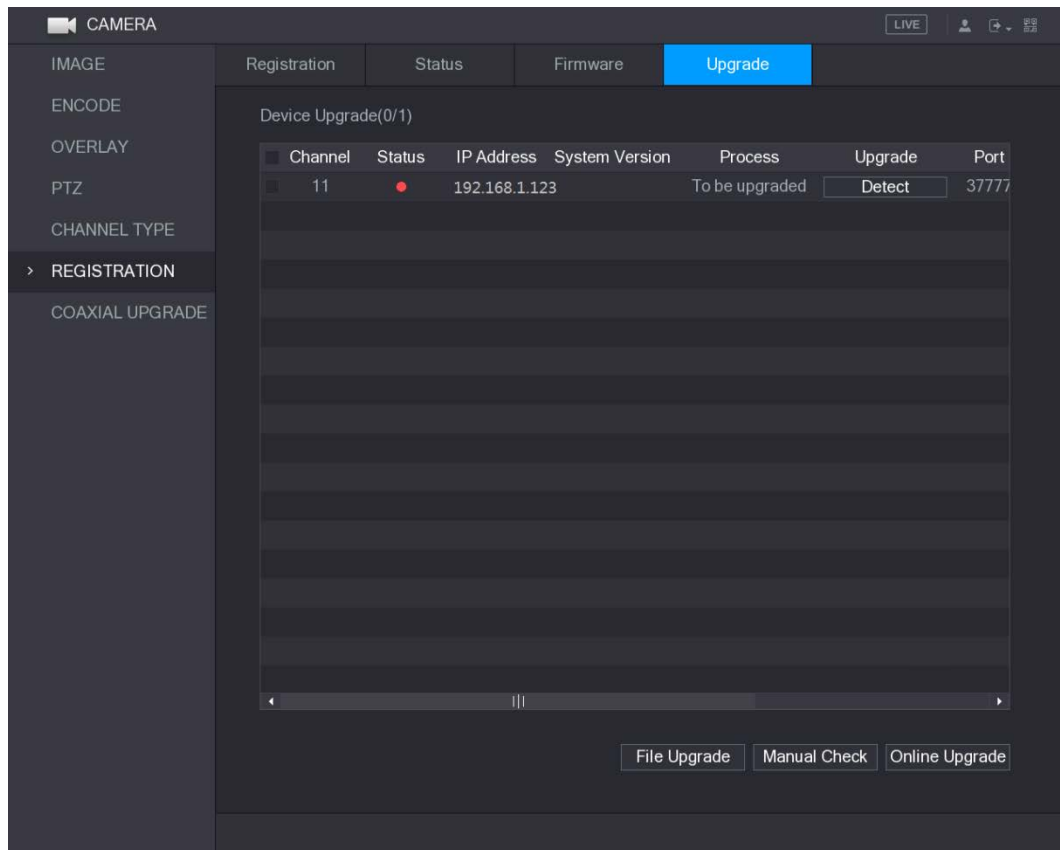 CAMERA LIVE
IMAGE
ENCODE
OVERLAY
PTZ
CHANNEL TYPE
> REGISTRATION
COAXIAL UPGRADE
Registration Status Firmware Upgrade
Device Upgrade(0/1)
Channel Status IP Address System Version Process Upgrade Port
11 192.168.1.123 To be upgraded Detect 37777
File Upgrade Manual Check Online Upgrade